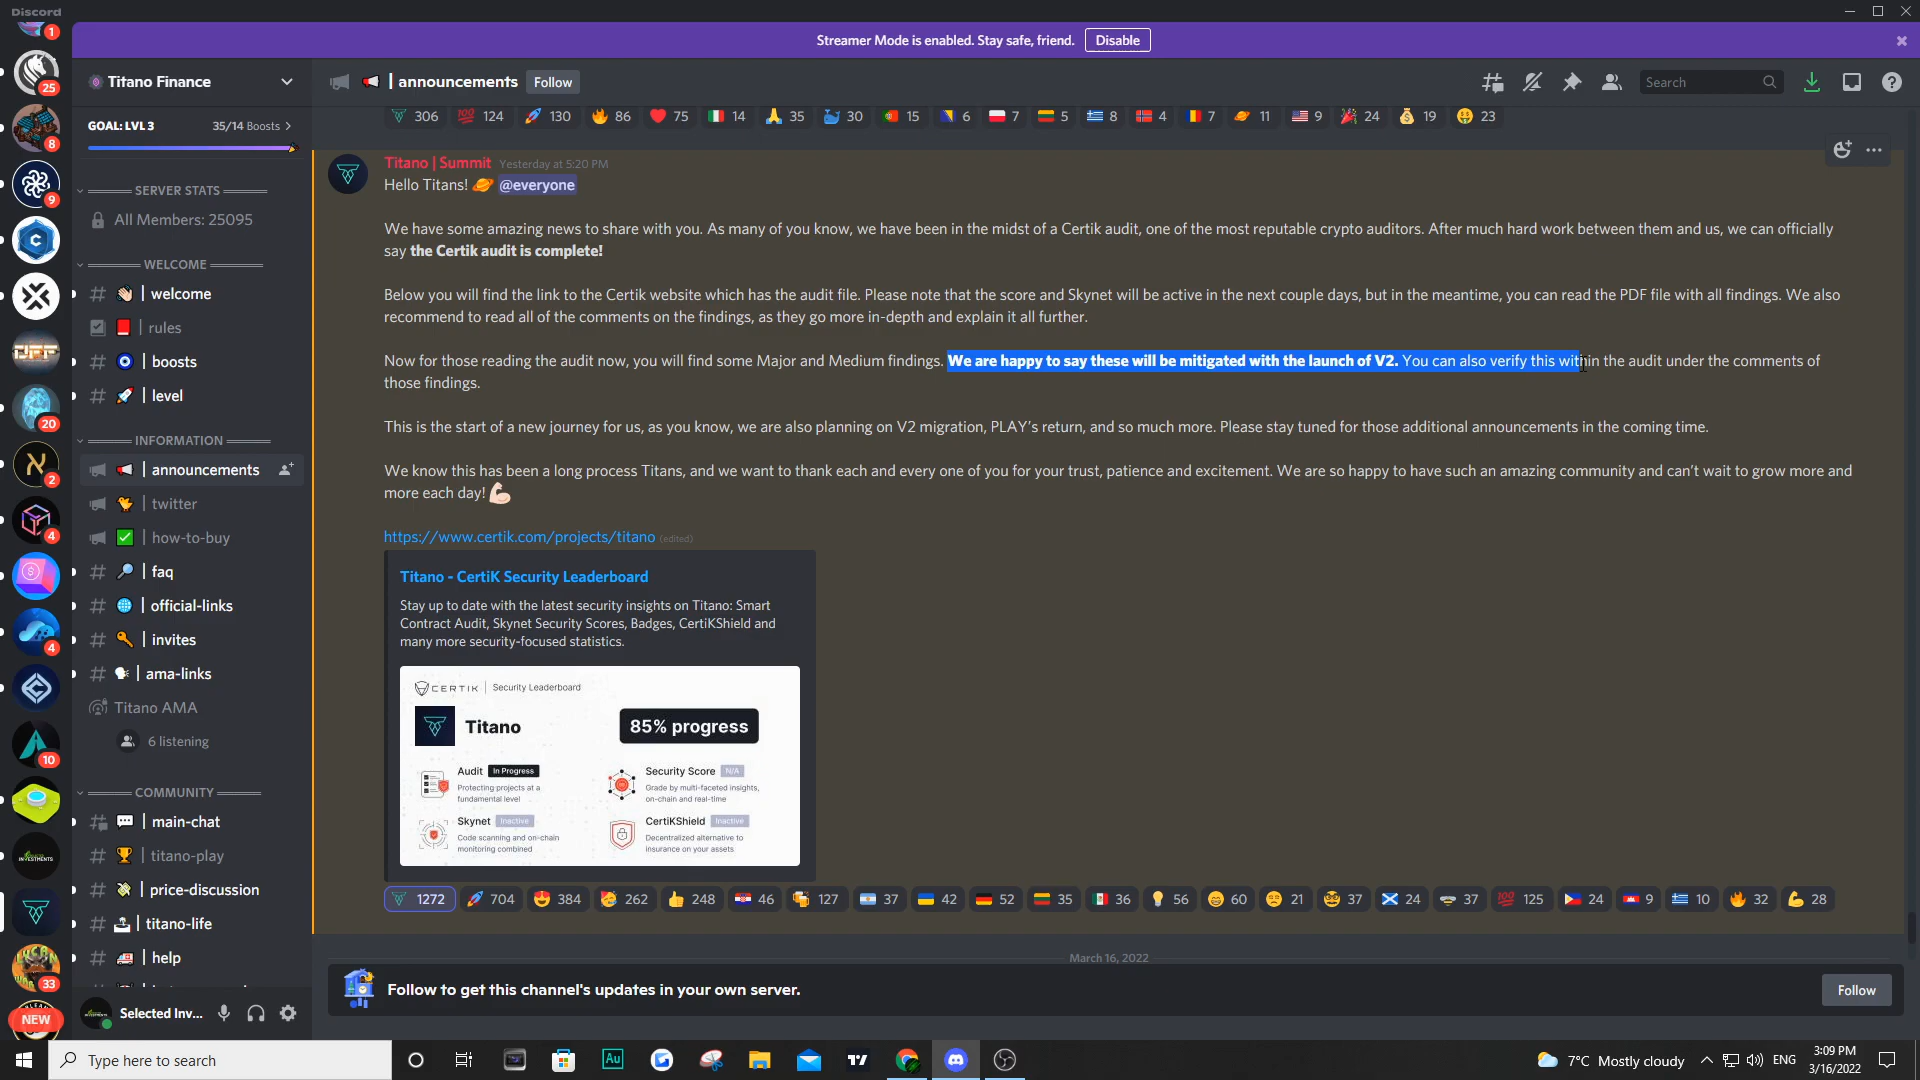 Discord
Streamer Mode is enabled. Stay safe, friend. Disable
Titano Finance
| announcements Follow
Search
GOAL: LVL 3 35/14 Boosts >
306 124 130 86 75 14 35 30 15 6 7 5 8 4 7 11 9 24 19 23
SERVER STATS
All Members: 25095
WELCOME
| welcome
| rules
| boosts
| level
INFORMATION
| announcements
| twitter
| how-to-buy
| faq
| official-links
| invites
| ama-links
Titano AMA
6 listening
COMMUNITY
| main-chat
| titano-play
| price-discussion
| titano-life
| help
Selected Inv...
1
25
8
9
20
2
4
4
10
INVESTMENTS
33
NEW
Titano | Summit Yesterday at 5:20 PM
Hello Titans! @everyone
We have some amazing news to share with you. As many of you know, we have been in the midst of a Certik audit, one of the most reputable crypto auditors. After much hard work between them and us, we can officially
say the Certik audit is complete!
Below you will find the link to the Certik website which has the audit file. Please note that the score and Skynet will be active in the next couple days, but in the meantime, you can read the PDF file with all findings. We also
recommend to read all of the comments on the findings, as they go more in-depth and explain it all further.
Now for those reading the audit now, you will find some Major and Medium findings. We are happy to say these will be mitigated with the launch of V2. You can also verify this within the audit under the comments of
those findings.
This is the start of a new journey for us, as you know, we are also planning on V2 migration, PLAY's return, and so much more. Please stay tuned for those additional announcements in the coming time.
We know this has been a long process Titans, and we want to thank each and every one of you for your trust, patience and excitement. We are so happy to have such an amazing community and can't wait to grow more and
more each day!
https://www.certik.com/projects/titano (edited)
Titano - CertiK Security Leaderboard
Stay up to date with the latest security insights on Titano: Smart
Contract Audit, Skynet Security Scores, Badges, CertiKShield and
many more security-focused statistics.
CERTIK | Security Leaderboard
Titano 85% progress
Audit In Progress
Protecting projects at a
fundamental level
Security Score N/A
Grade by multi-faceted insights,
on-chain and real-time
Skynet Inactive
Code scanning and on-chain
monitoring combined
CertiKShield Inactive
Decentralized alternative to
insurance on your assets
1272 704 384 262 248 46 127 37 42 52 35 36 56 60 21 37 24 37 125 24 9 10 32 28
March 16, 2022
Follow to get this channel's updates in your own server. Follow
Type here to search
Au
7°C Mostly cloudy
ENG
3:09 PM
3/16/2022